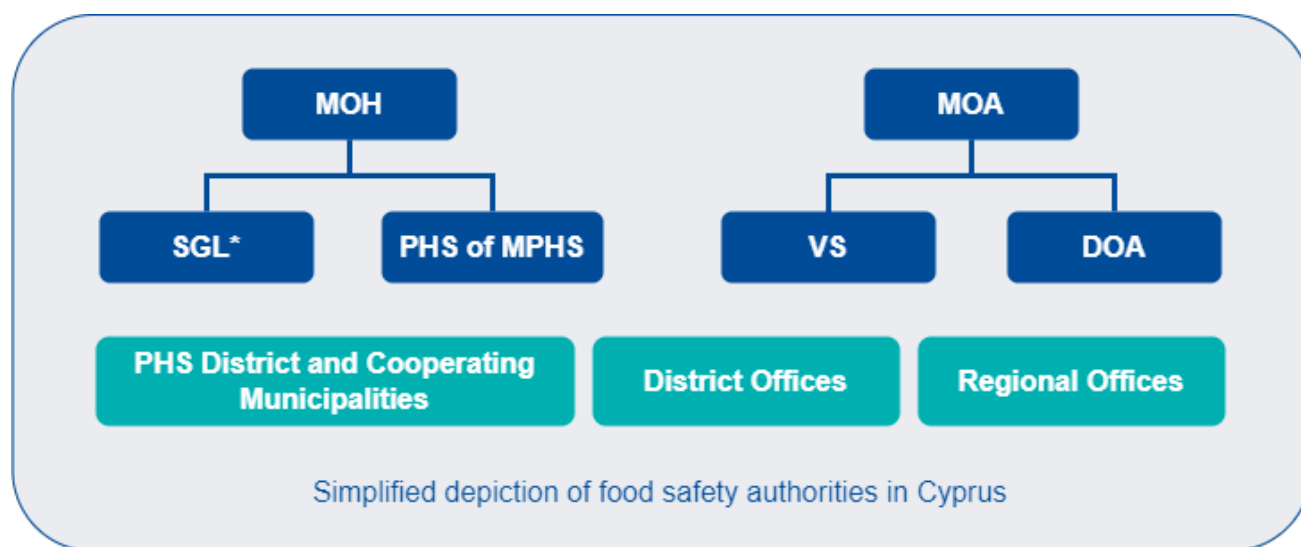 MOH
MOA
SGL*
PHS of MPHS
VS
DOA
PHS District and Cooperating
Municipalities
District Offices
Regional Offices
Simplified depiction of food safety authorities in Cyprus